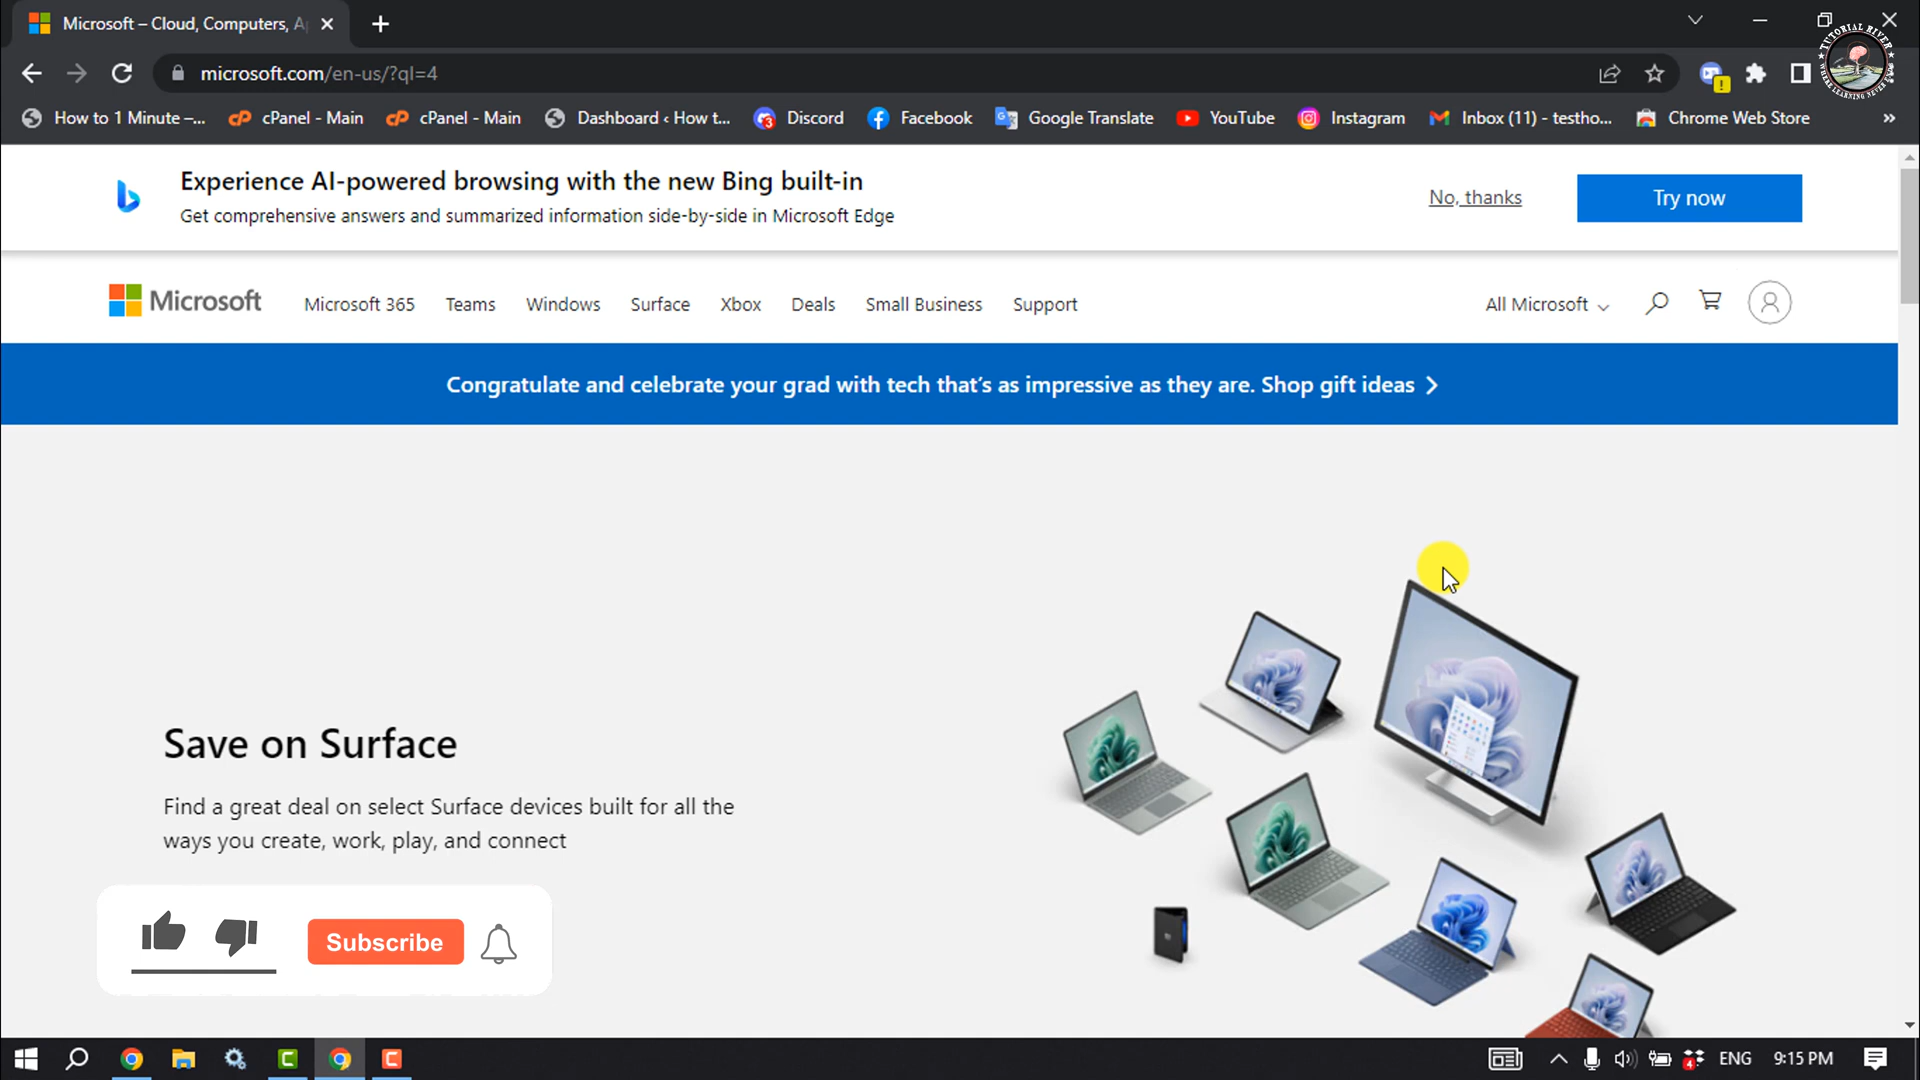 Microsoft – Cloud, Computers, A
microsoft.com/en-us/?ql=4
TUTORIAL RIVER
WHERE LEARNING NEVER
How to 1 Minute –...
cPanel - Main
cPanel - Main
Dashboard ‹ How t...
Discord
Facebook
Google Translate
YouTube
Instagram
Inbox (11) - testho...
Chrome Web Store
»
Experience AI-powered browsing with the new Bing built-in
Get comprehensive answers and summarized information side-by-side in Microsoft Edge
No, thanks
Try now
Microsoft
Microsoft 365
Teams
Windows
Surface
Xbox
Deals
Small Business
Support
All Microsoft
Congratulate and celebrate your grad with tech that's as impressive as they are. Shop gift ideas
Save on Surface
Find a great deal on select Surface devices built for all the
ways you create, work, play, and connect
Subscribe
ENG
9:15 PM